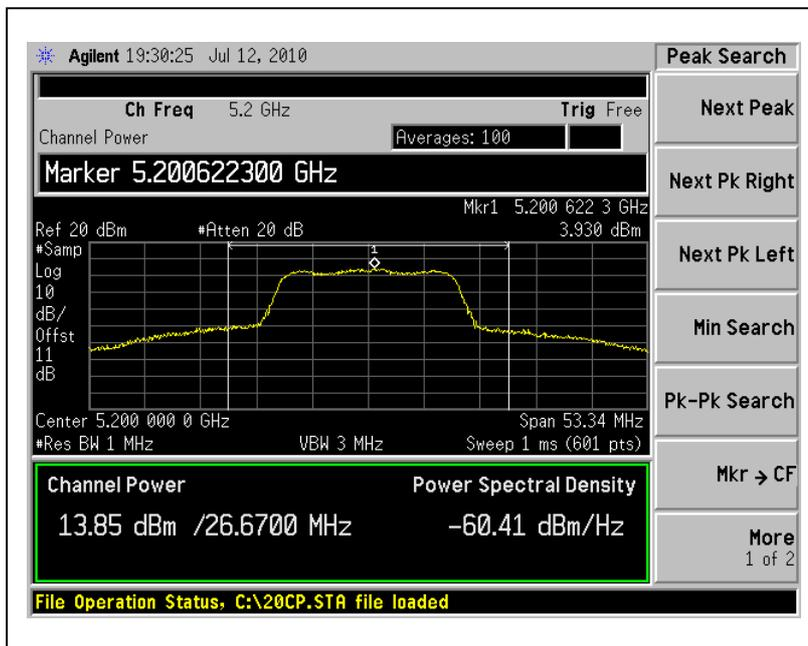 Agilent 19:30:25 Jul 12, 2010
Peak Search
Ch Freq 5.2 GHz Trig Free
Channel Power Averages: 100
Marker 5.200622300 GHz
Mkr1 5.200 622 3 GHz
Ref 20 dBm #Atten 20 dB 3.930 dBm
#Samp
Log
10
dB/
Offst
11
dB
1
Center 5.200 000 0 GHz Span 53.34 MHz
#Res BW 1 MHz VBW 3 MHz Sweep 1 ms (601 pts)
Channel Power Power Spectral Density
13.85 dBm /26.6700 MHz -60.41 dBm/Hz
File Operation Status, C:\20CP.STA file loaded
Next Peak
Next Pk Right
Next Pk Left
Min Search
Pk-Pk Search
Mkr → CF
More
1 of 2